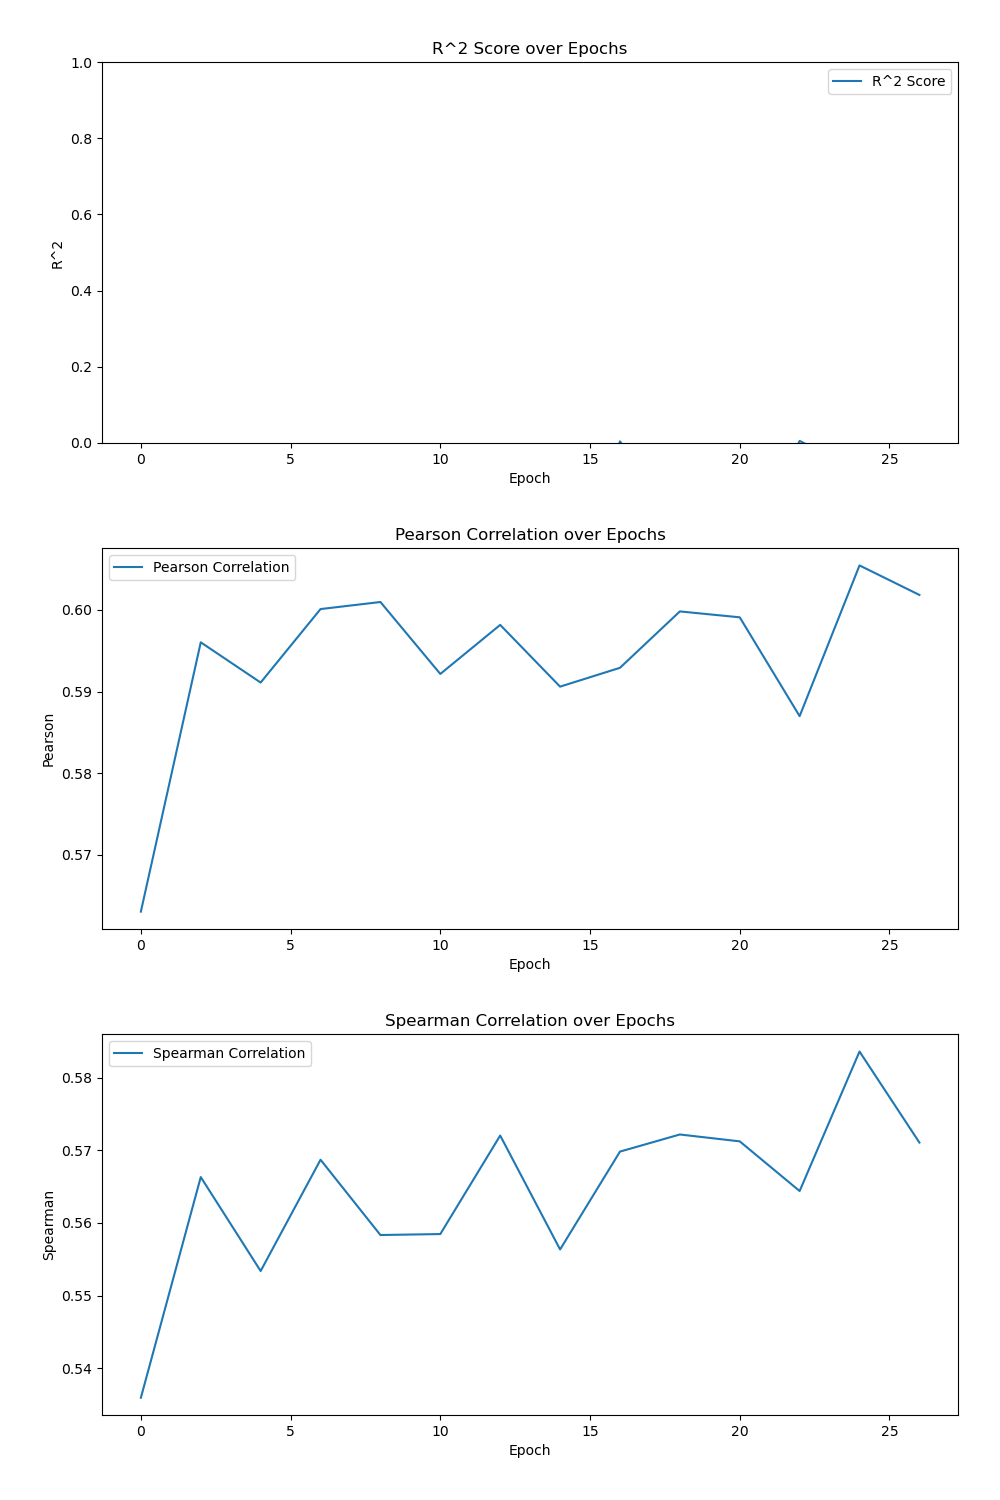 R^2 Score over Epochs
R^2 Score
1.0
0.8
0.6
0.4
0.2
0.0
R^2
0 5 10 15 20 25
Epoch
Pearson Correlation over Epochs
Pearson Correlation
0.60
0.59
0.58
0.57
Pearson
0 5 10 15 20 25
Epoch
Spearman Correlation over Epochs
Spearman Correlation
0.58
0.57
0.56
0.55
0.54
Spearman
0 5 10 15 20 25
Epoch